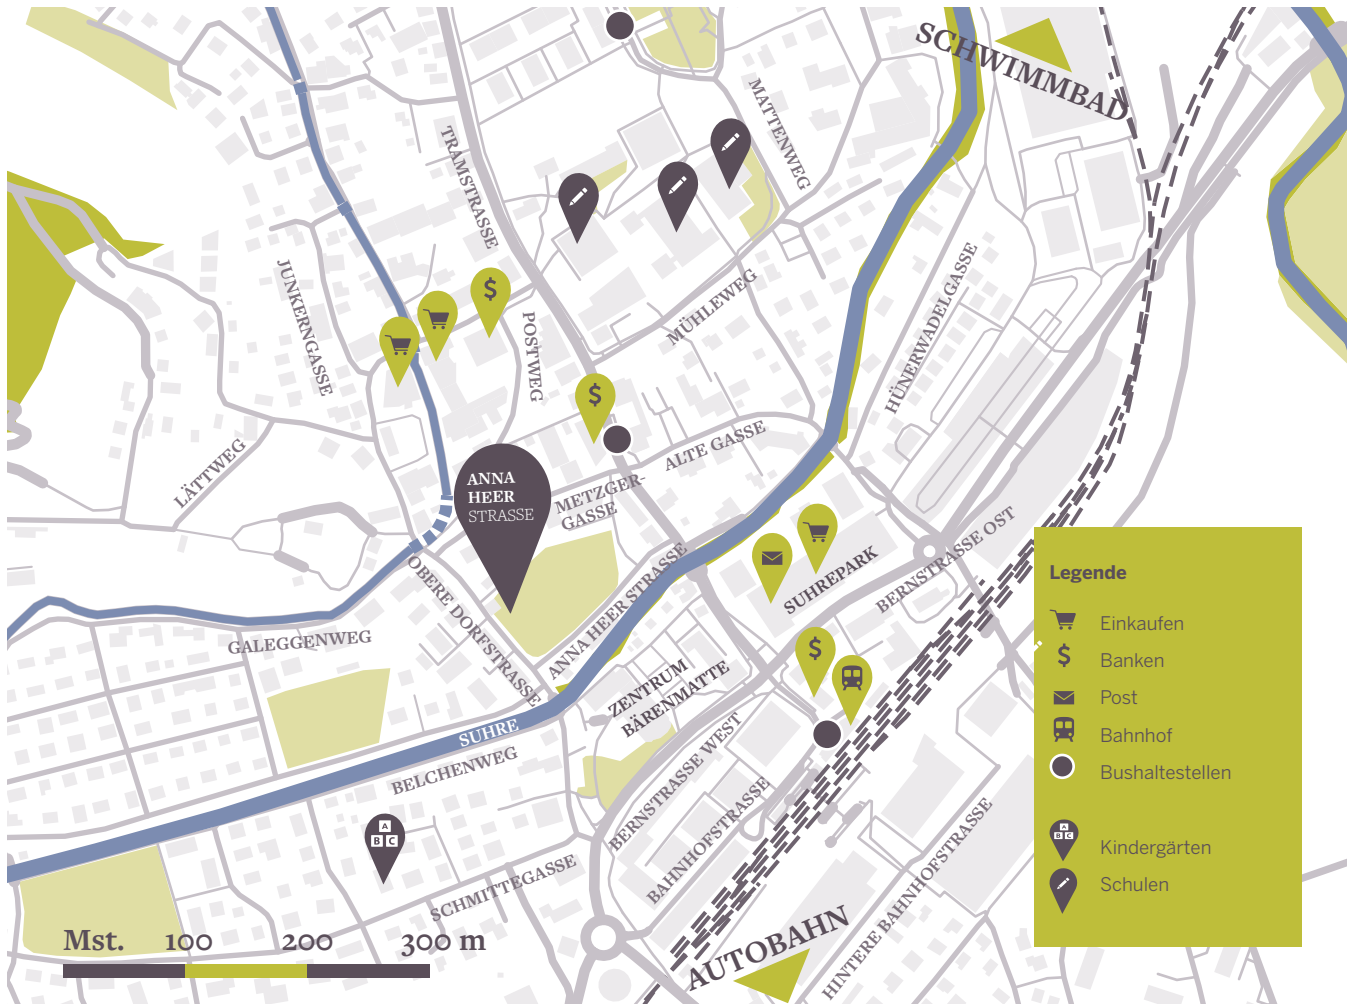 SCHWIMMBAD
MATTENWEG
TRAMSTRASSE
JUNKERNGASSE
$
POSTWEG
MÜHLEWEG
HÜNERWADELGASSE
$
ALTE GASSE
LÄTTWEG
ANNA
HEER
STRASSE
METZGER-
GASSE
BERNSTRASSE OST
SUHREPARK
OBERE DORFSTRASSE
ANNA HEER STRASSE
GALEGGENWEG
$
ZENTRUM
BÄRENMATTE
SUHRE
BELCHENWEG
BERNSTRASSE WEST
BAHNHOFSTRASSE
A
B C
SCHMITTEGASSE
HINTERE BAHNHOFSTRASSE
AUTOBAHN
Mst. 100 200 300 m
Legende
Einkaufen
$ Banken
Post
Bahnhof
Bushaltestellen
A
B C Kindergärten
Schulen